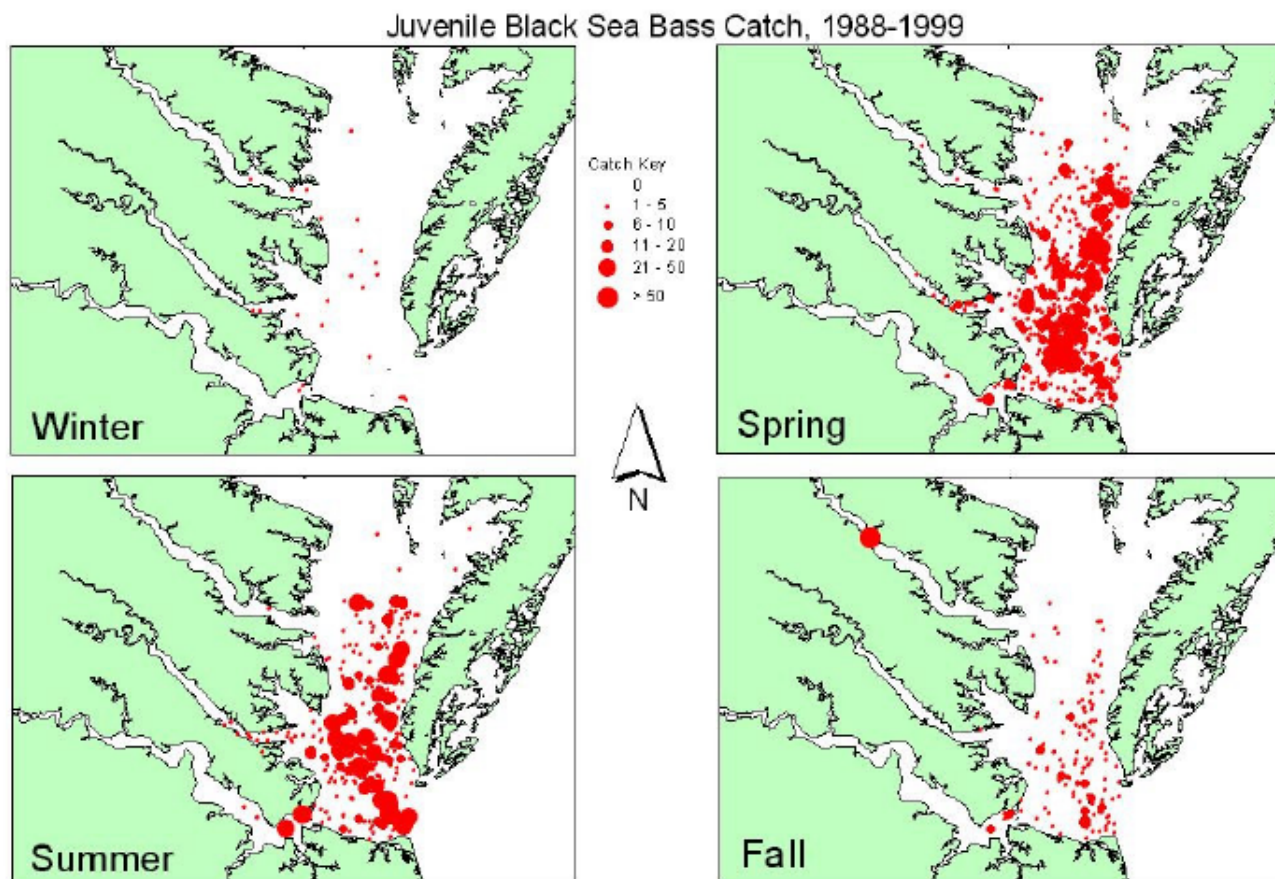 Juvenile Black Sea Bass Catch, 1988-1999
Catch Key
0
1 - 5
6 - 10
11 - 20
21 - 50
> 50
Winter
Spring
N
Summer
Fall